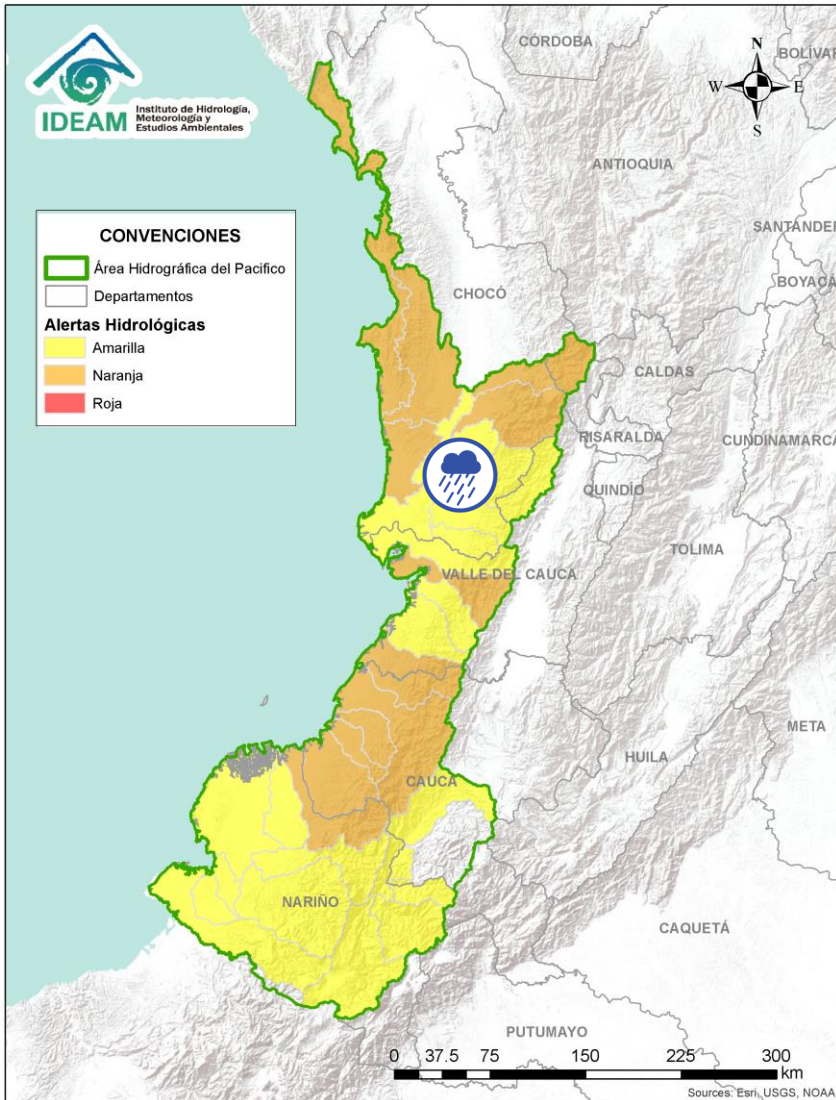 IDEAM
Instituto de Hidrología,
Meteorología y
Estudios Ambientales
CÓRDOBA
BOLÍVAR
N
W
E
S
ANTIOQUIA
SANTANDER
BOYACÁ
CONVENCIONES
Área Hidrográfica del Pacifico
Departamentos
Alertas Hidrológicas
Amarilla
Naranja
Roja
CHOCÓ
CALDAS
RISARALDA
CUNDINAMARCA
QUINDÍO
TOLIMA
VALLE DEL CAUCA
META
HUILA
CAUCA
NARIÑO
CAQUETÁ
PUTUMAYO
0 37.5 75 150 225 300
km
Sources: Esri, USGS, NOAA